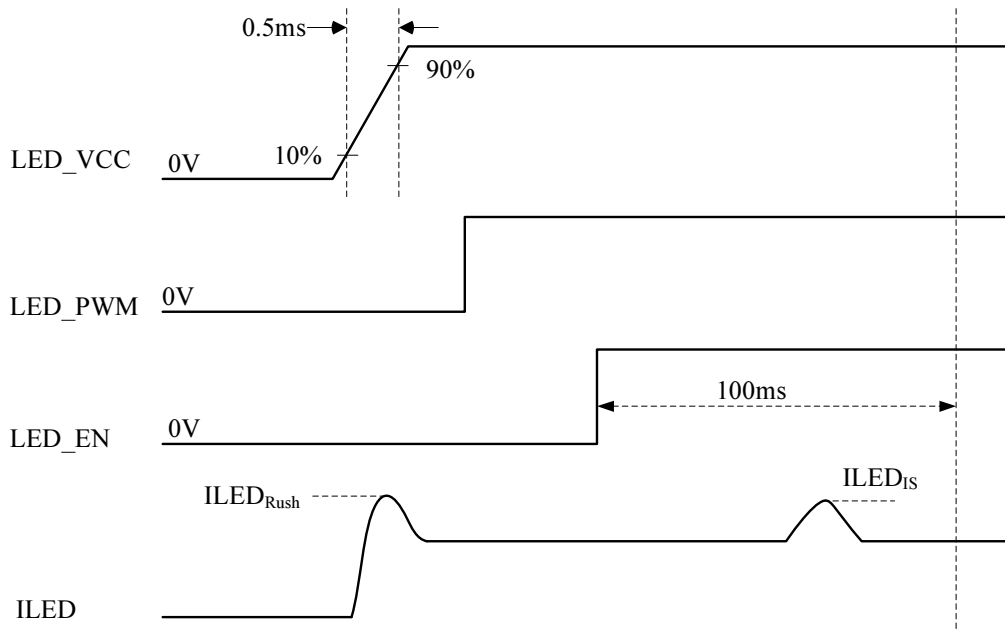 0.5ms
90%
10%
LED_VCC
0V
LED_PWM
0V
100ms
LED_EN
0V
ILEDRush
ILEDIS
ILED